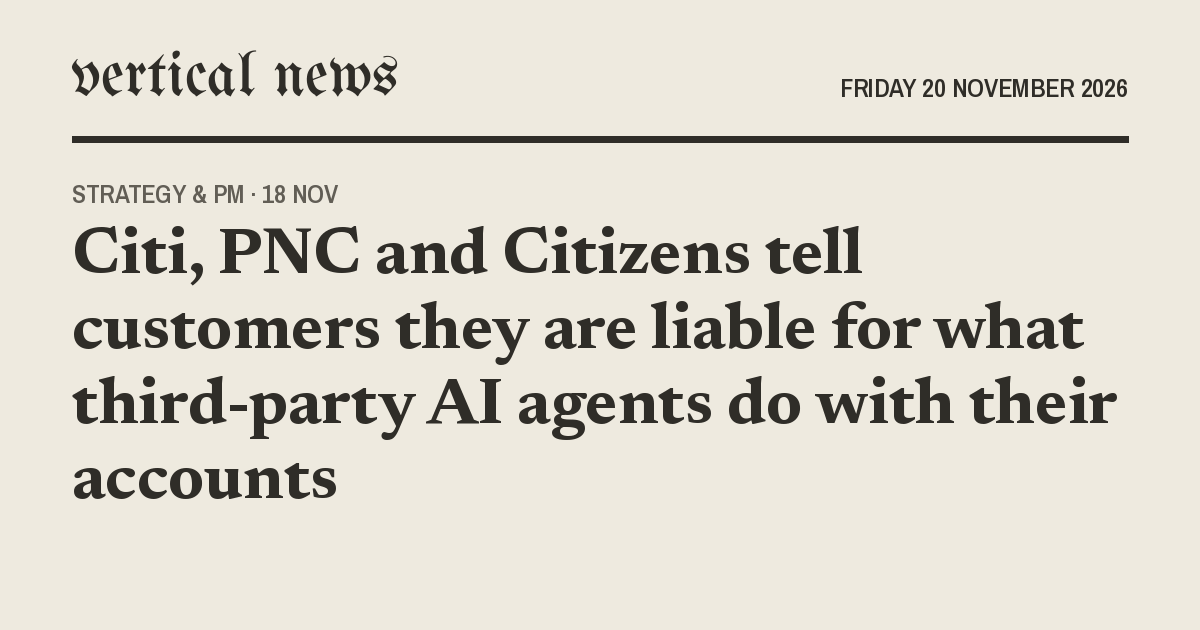 vertical news
FRIDAY 20 NOVEMBER 2026
STRATEGY & PM · 18 NOV
Citi, PNC and Citizens tell
customers they are liable for what
third-party AI agents do with their
accounts